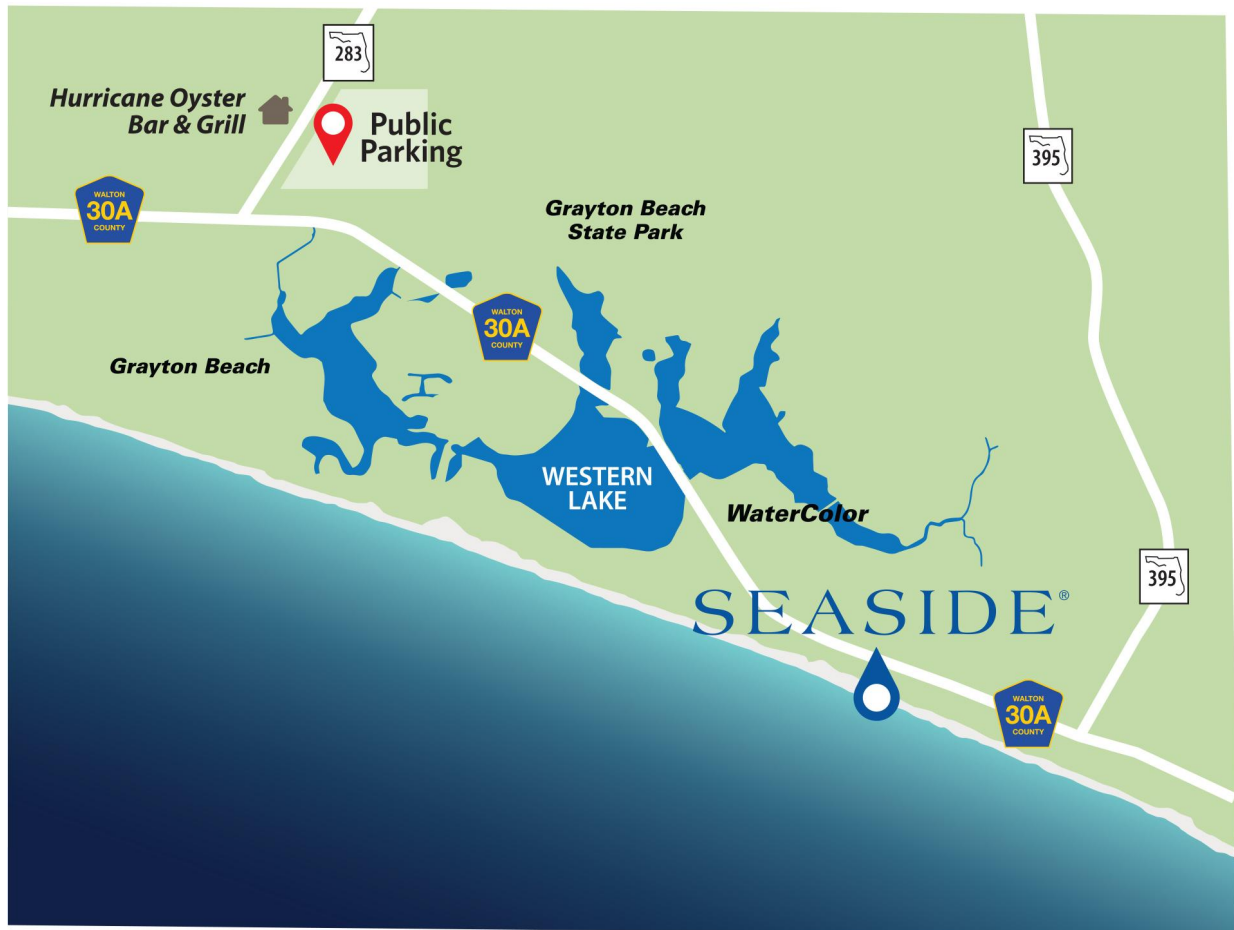 283
Hurricane Oyster
Bar & Grill
Public
Parking
395
WALTON
30A
COUNTY
Grayton Beach
State Park
WALTON
30A
COUNTY
Grayton Beach
WESTERN
LAKE
WaterColor
395
SEASIDE®
WALTON
30A
COUNTY